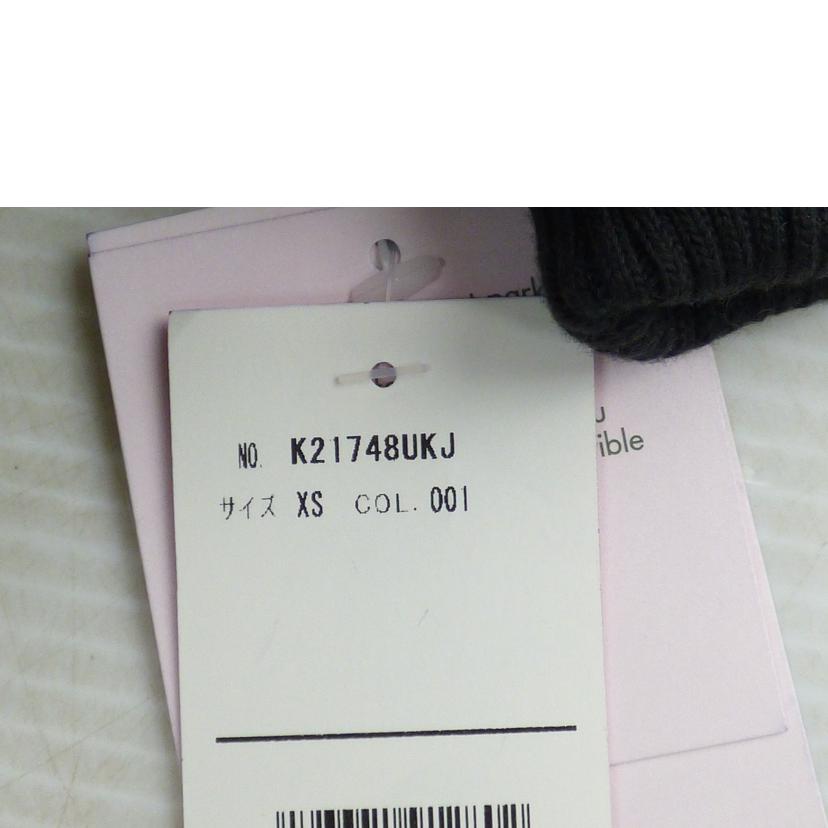 NO. K21748UKJ
サイズ XS COL. 001
ible